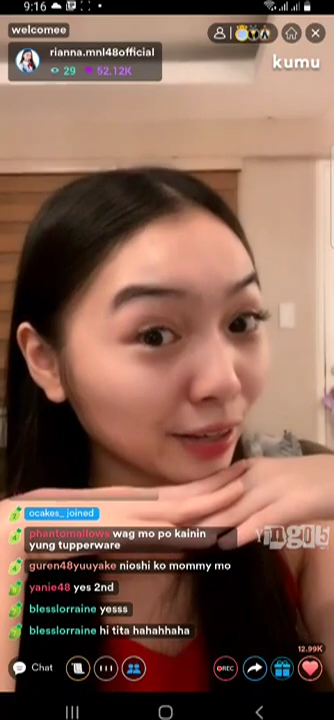 9:16
welcomee
rianna.mnl48official
29 52.12K
kumu
ocakes_ joined
phantomallows wag mo po kainin
yung tupperware
guren48yuuyake nioshi ko mommy mo
yanie48 yes 2nd
blesslorraine yesss
blesslorraine hi tita hahahhaha
12.99K
Chat
REC